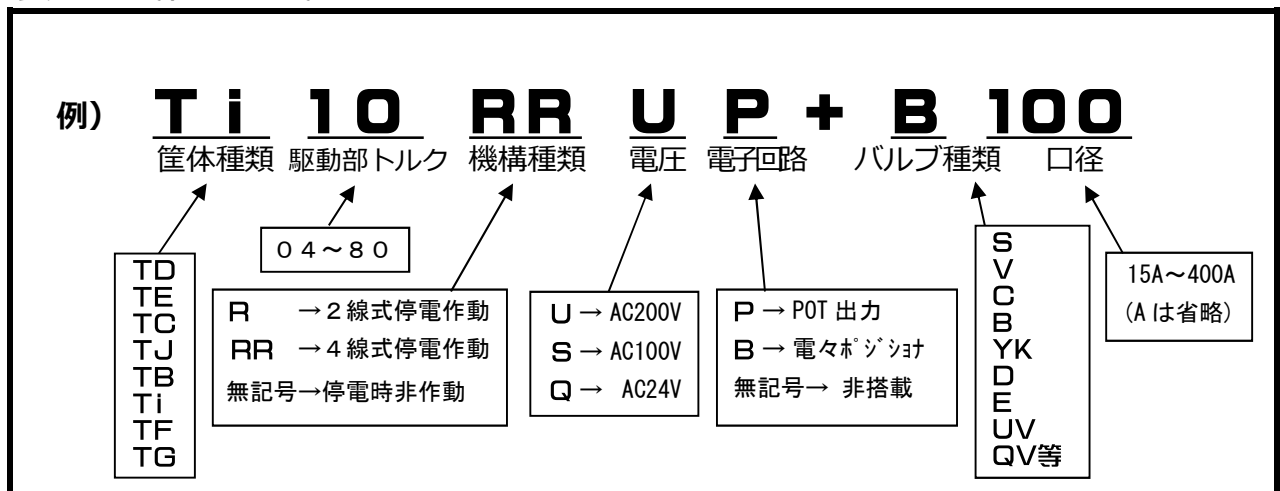 例) Ti 10 RR U P + B 100
筐体種類 駆動部トルク 機構種類 電圧 電子回路 バルブ種類 口径
04～80
TD
TE
TC
TJ
TB
Ti
TF
TG
R →2線式停電作動
RR →4線式停電作動
無記号→停電時非作動
U→ AC200V
S→ AC100V
Q→ AC24V
P→ POT出力
B→ 電々ﾎﾟｼﾞｼｮﾅ
無記号→ 非搭載
S
V
C
B
YK
D
E
UV
QV等
15A～400A
(Aは省略)